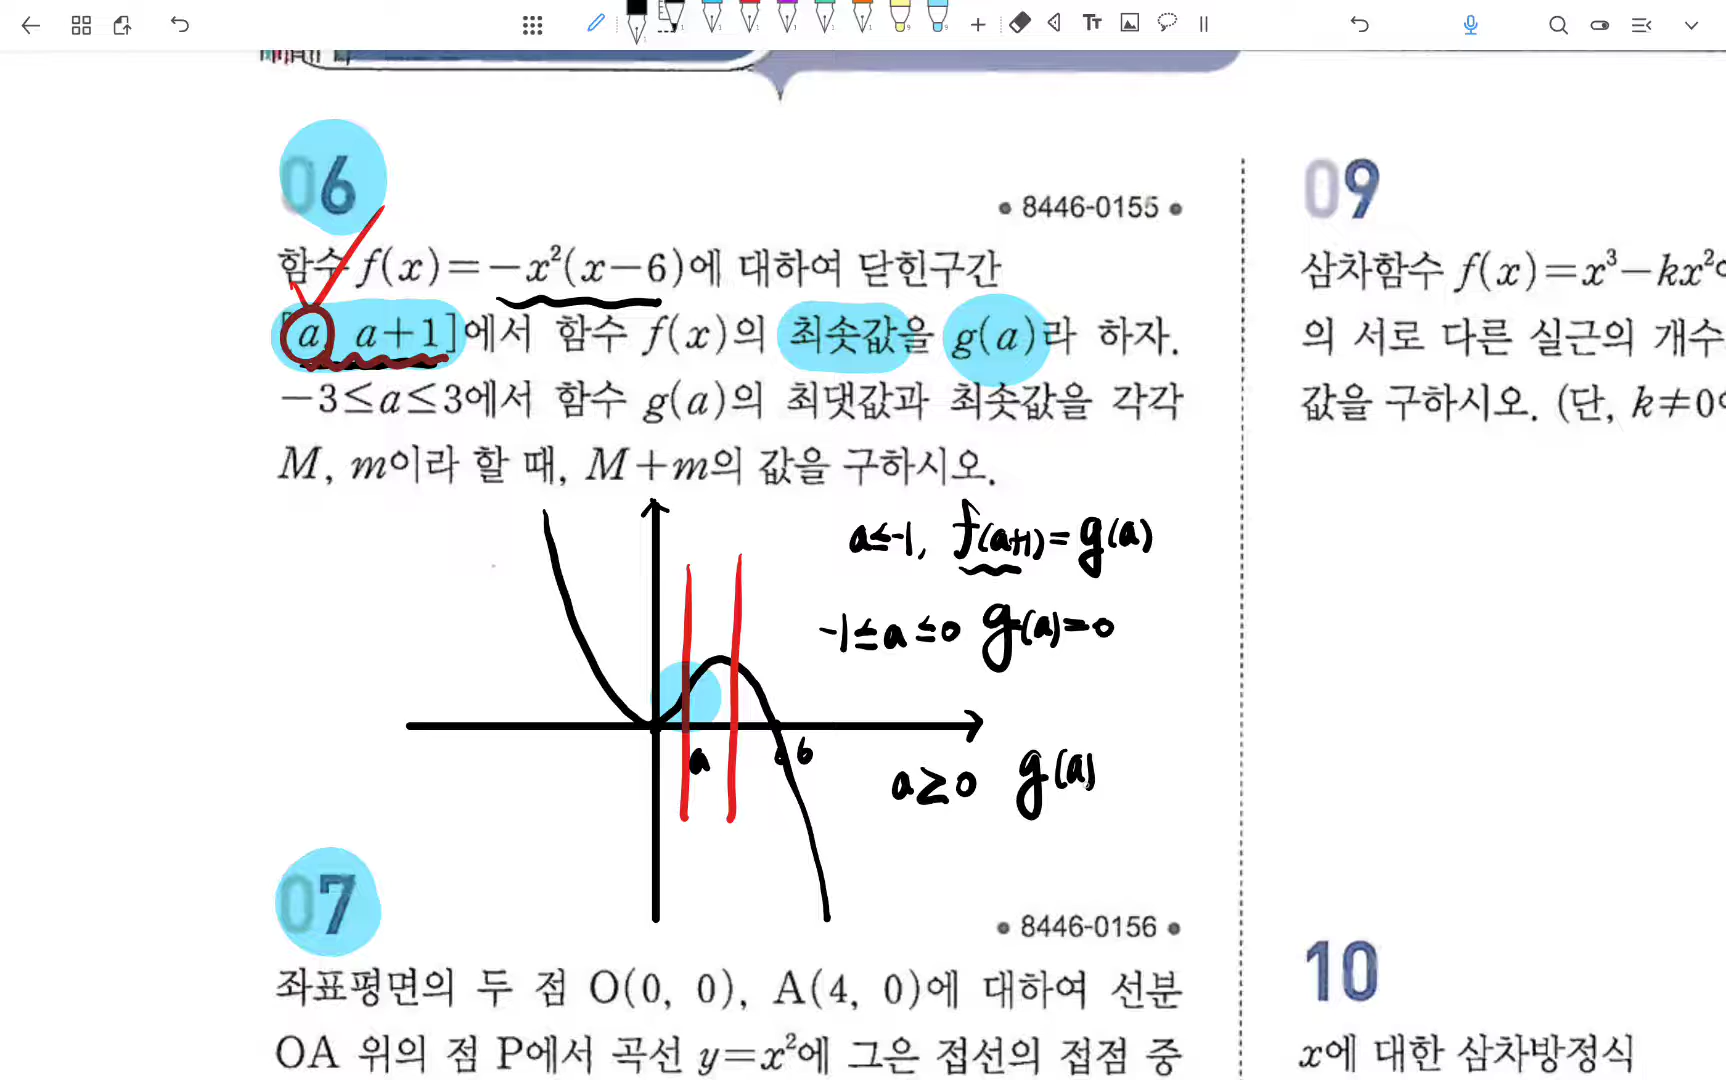 06
8446-0155
함수 f(x)=-x²(x-6)에 대하여 닫힌구간
[a, a+1]에서 함수 f(x)의 최솟값을 g(a)라 하자.
-3≤a≤3에서 함수 g(a)의 최댓값과 최솟값을 각각
M, m이라 할 때, M+m의 값을 구하시오.
a≤-1, f(a+1)=g(a)
-1≤a≤0 g(a)=0
a 6
a≥0 g(a)
07
8446-0156
좌표평면의 두 점 O(0, 0), A(4, 0)에 대하여 선분
OA 위의 점 P에서 곡선 y=x²에 그은 접선의 접점 중
09
삼차함수 f(x)=x³-kx²
의 서로 다른 실근의 개수
값을 구하시오. (단, k≠0
10
x에 대한 삼차방정식